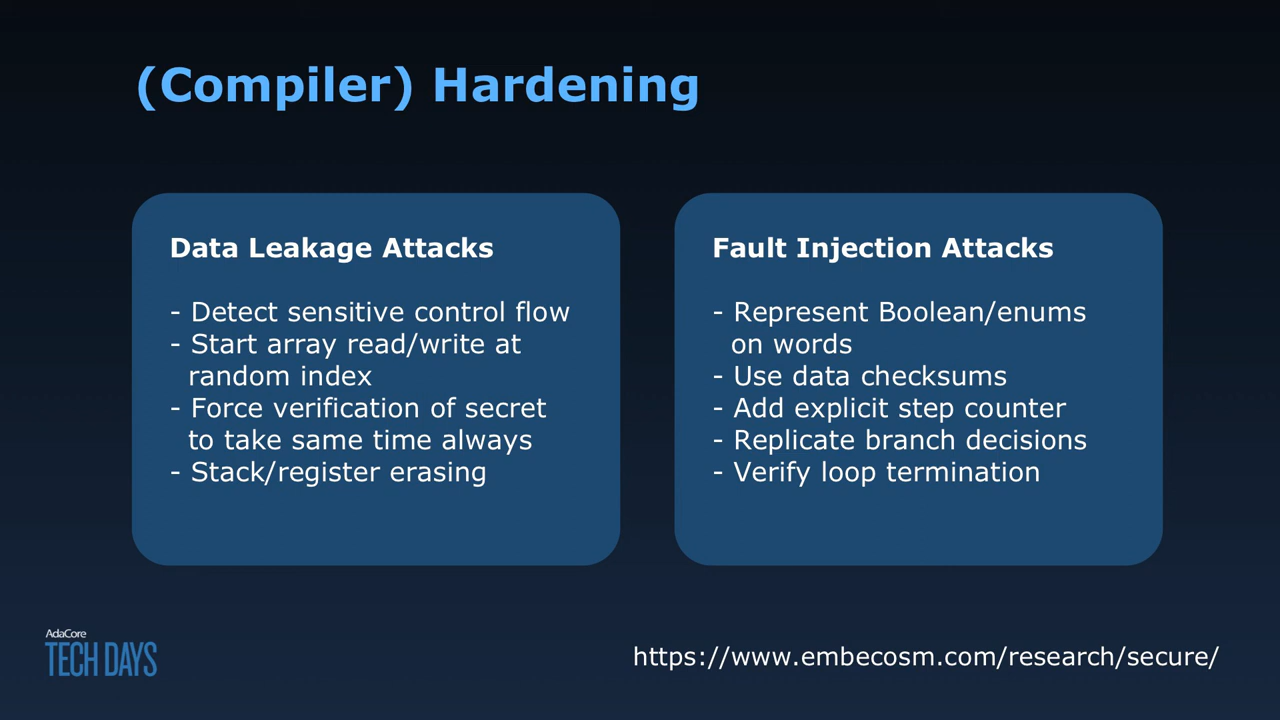 (Compiler) Hardening
Data Leakage Attacks
- Detect sensitive control flow
- Start array read/write at
random index
- Force verification of secret
to take same time always
- Stack/register erasing
Fault Injection Attacks
- Represent Boolean/enums
on words
- Use data checksums
- Add explicit step counter
- Replicate branch decisions
- Verify loop termination
AdaCore
TECH DAYS
https://www.embecosm.com/research/secure/